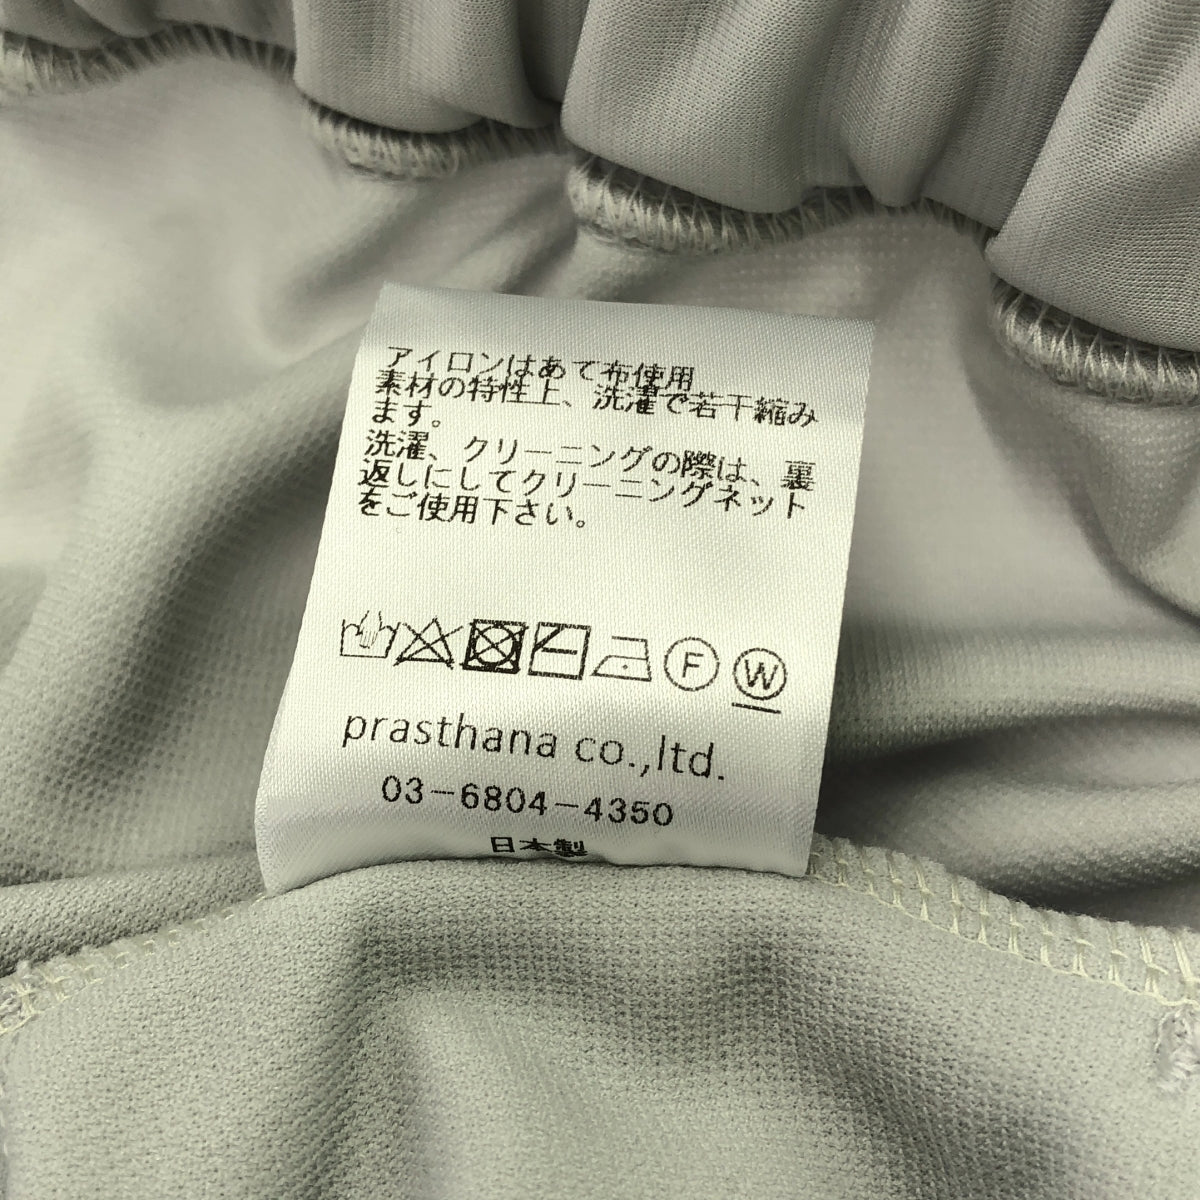 アイロンはあて布使用
素材の特性上、洗濯で若干縮み
ます。
洗濯、クリーニングの際は、裏
返しにしてクリーニングネット
をご使用下さい。
F W
prasthana co.,ltd.
03-6804-4350
日本製